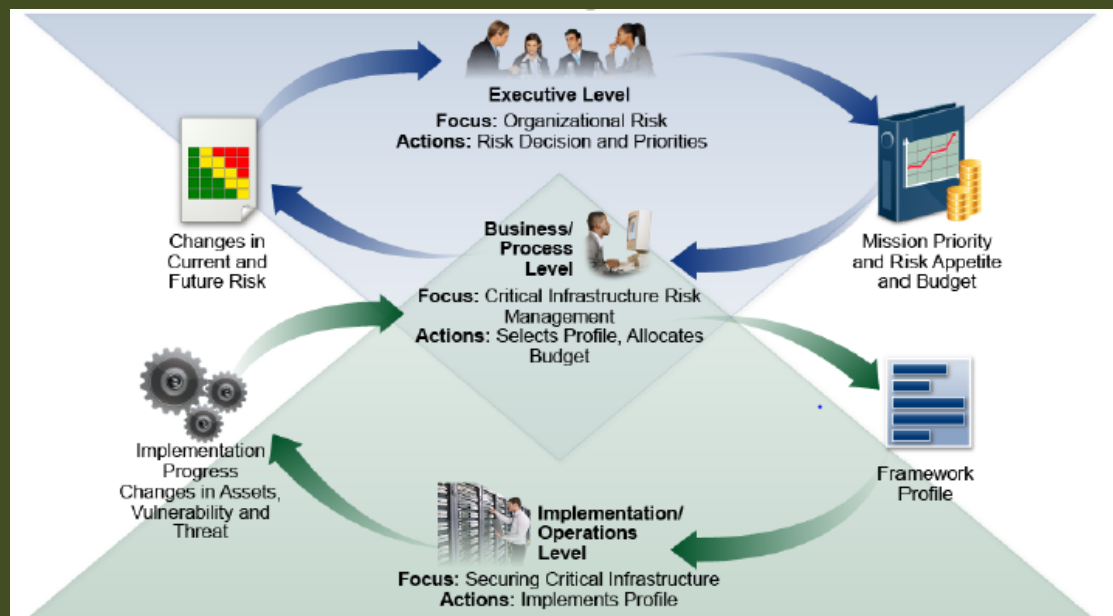 Executive Level
Focus: Organizational Risk
Actions: Risk Decision and Priorities
Changes in
Current and
Future Risk
Mission Priority
and Risk Appetite
and Budget
Business/
Process
Level
Focus: Critical Infrastructure Risk
Management
Actions: Selects Profile, Allocates
Budget
Implementation
Progress
Changes in Assets,
Vulnerability and
Threat
Framework
Profile
Implementation/
Operations
Level
Focus: Securing Critical Infrastructure
Actions: Implements Profile